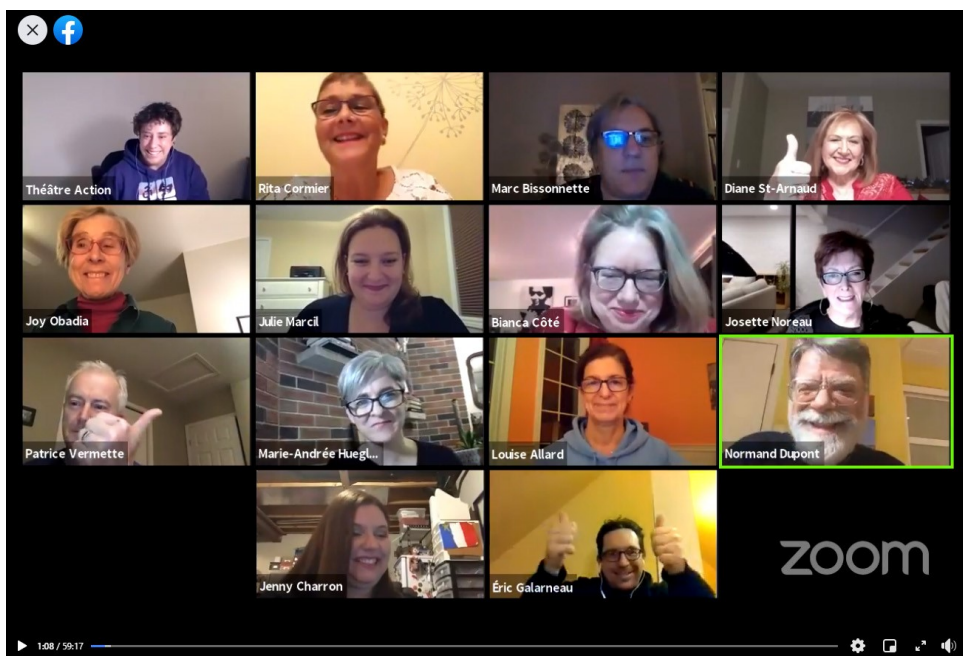 Théâtre Action
Rita Cormier
Marc Bissonnette
Diane St-Arnaud
Joy Obadia
Julie Marcil
Bianca Côté
Josette Noreau
Patrice Vermette
Marie-Andrée Huegl...
Louise Allard
Normand Dupont
Jenny Charron
Éric Galarneau
zoom
1:08 / 59:17